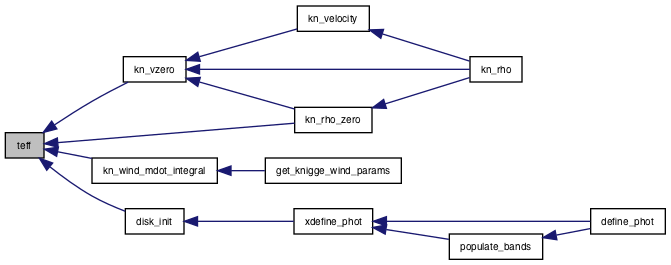 kn_velocity
kn_vzero
kn_rho
kn_rho_zero
teff
kn_wind_mdot_integral
get_knigge_wind_params
disk_init
xdefine_phot
define_phot
populate_bands